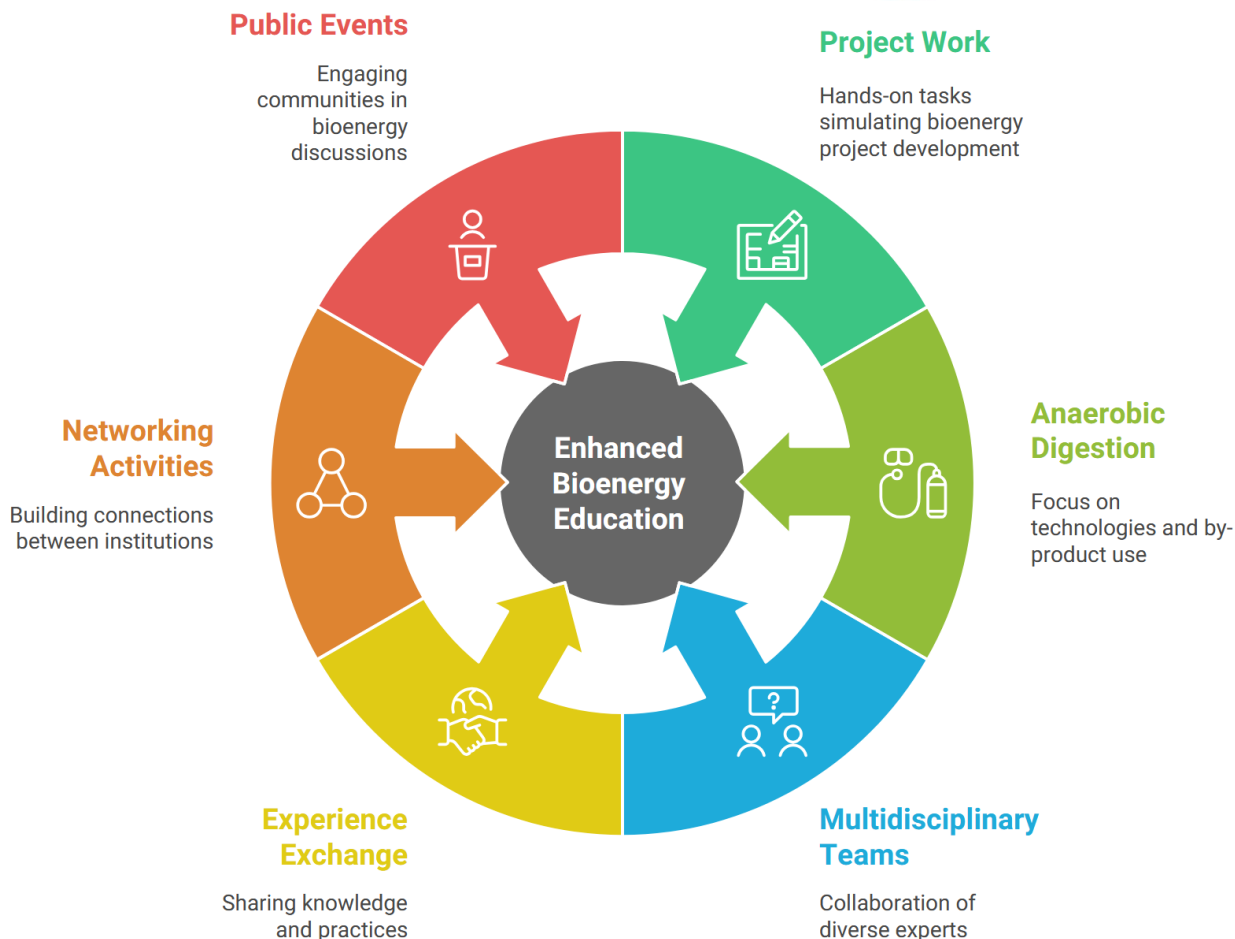 Public Events
Engaging
communities in
bioenergy
discussions
Project Work
Hands-on tasks
simulating bioenergy
project development
Networking
Activities
Building connections
between institutions
Enhanced
Bioenergy
Education
Anaerobic
Digestion
Focus on
technologies and by-
product use
Experience
Exchange
Sharing knowledge
and practices
?
Multidisciplinary
Teams
Collaboration of
diverse experts